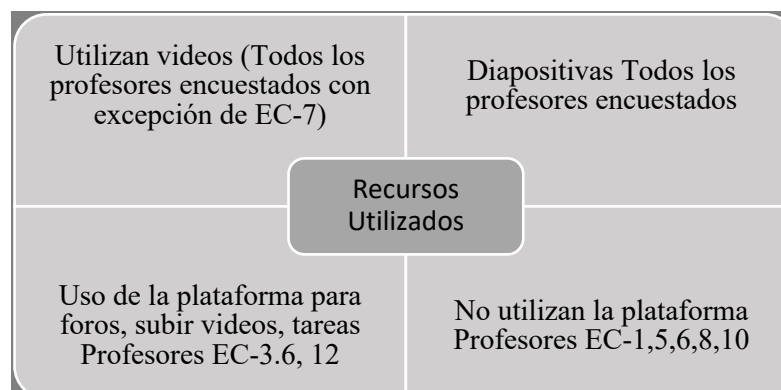 Utilizan videos (Todos los
profesores encuestados con
excepción de EC-7)
Diapositivas Todos los
profesores encuestados
Recursos
Utilizados
Uso de la plataforma para
foros, subir videos, tareas
Profesores EC-3.6, 12
No utilizan la plataforma
Profesores EC-1,5,6,8,10